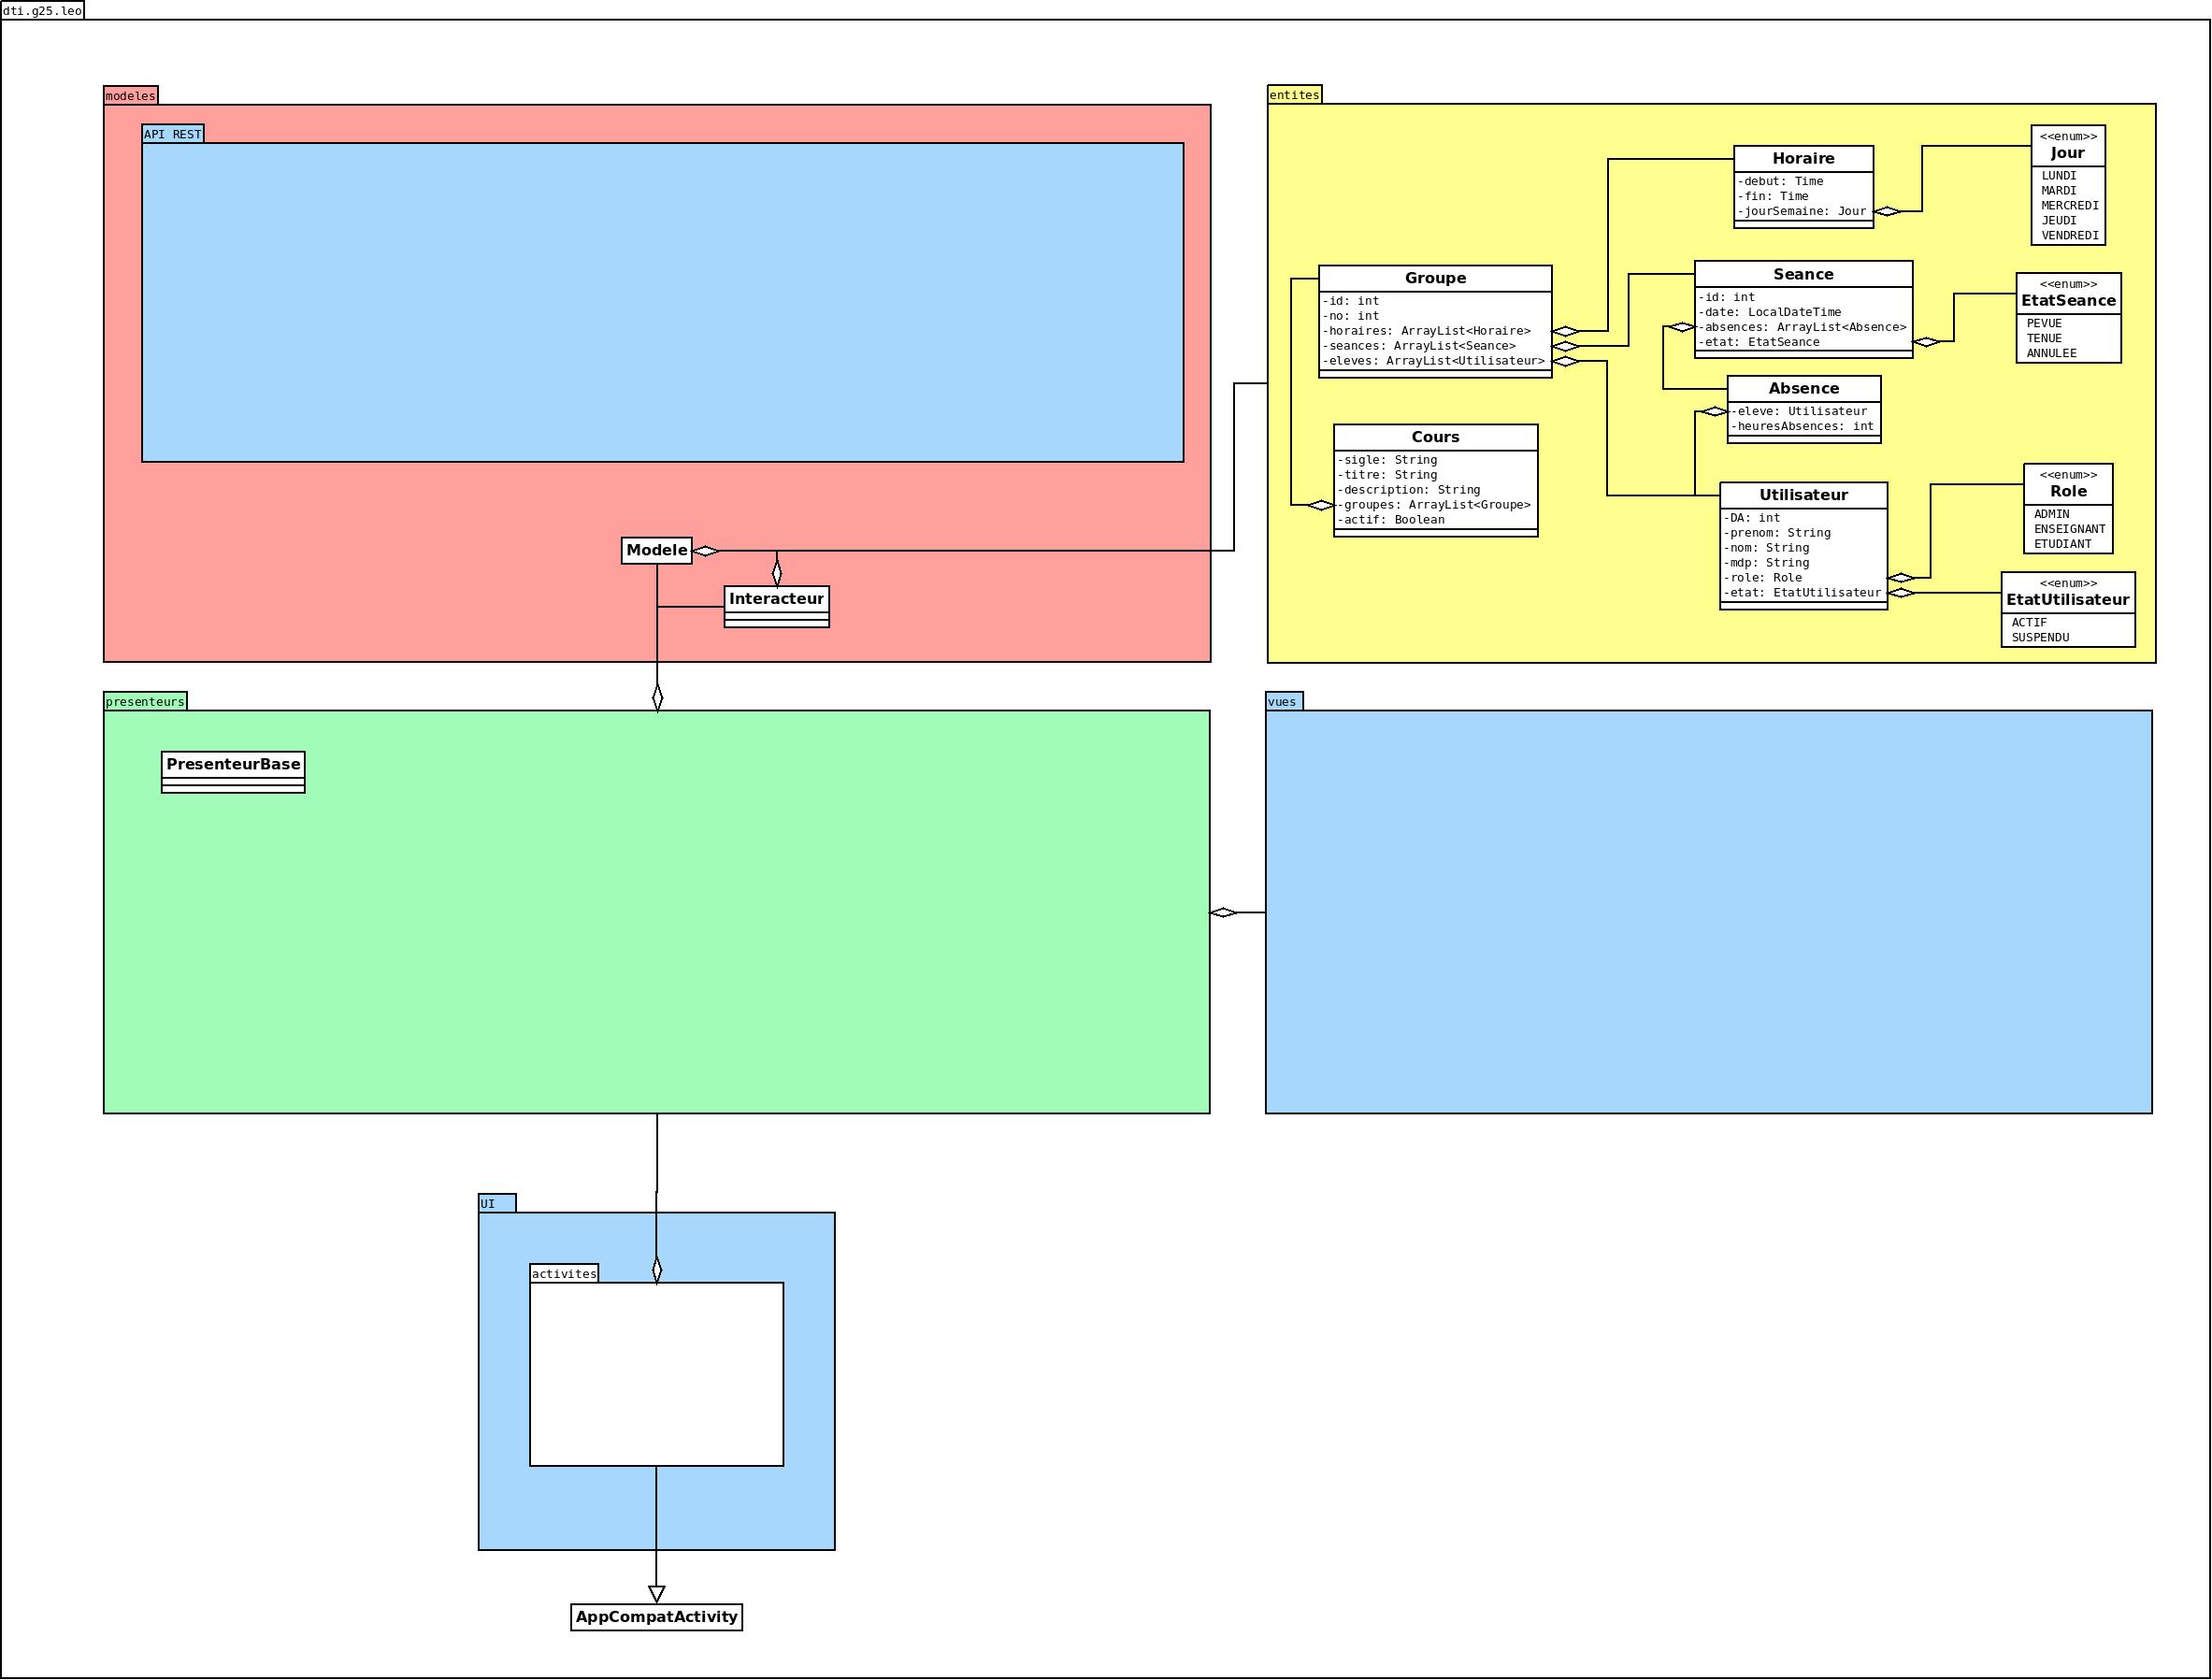 dti.g25.leo
modeles
API REST
Modele
Interacteur
entites
Horaire
-debut: Time
-fin: Time
-jourSemaine: Jour
<<enum>>
Jour
LUNDI
MARDI
MERCREDI
JEUDI
VENDREDI
Groupe
-id: int
-no: int
-horaires: ArrayList<Horaire>
-seances: ArrayList<Seance>
-eleves: ArrayList<Utilisateur>
Seance
-id: int
-date: LocalDateTime
-absences: ArrayList<Absence>
-etat: EtatSeance
<<enum>>
EtatSeance
PEVUE
TENUE
ANNULEE
Absence
-eleve: Utilisateur
-heuresAbsences: int
Cours
-sigle: String
-titre: String
-description: String
-groupes: ArrayList<Groupe>
-actif: Boolean
Utilisateur
-DA: int
-prenom: String
-nom: String
-mdp: String
-role: Role
-etat: EtatUtilisateur
<<enum>>
Role
ADMIN
ENSEIGNANT
ETUDIANT
<<enum>>
EtatUtilisateur
ACTIF
SUSPENDU
presenteurs
PresenteurBase
vues
UI
activites
AppCompatActivity